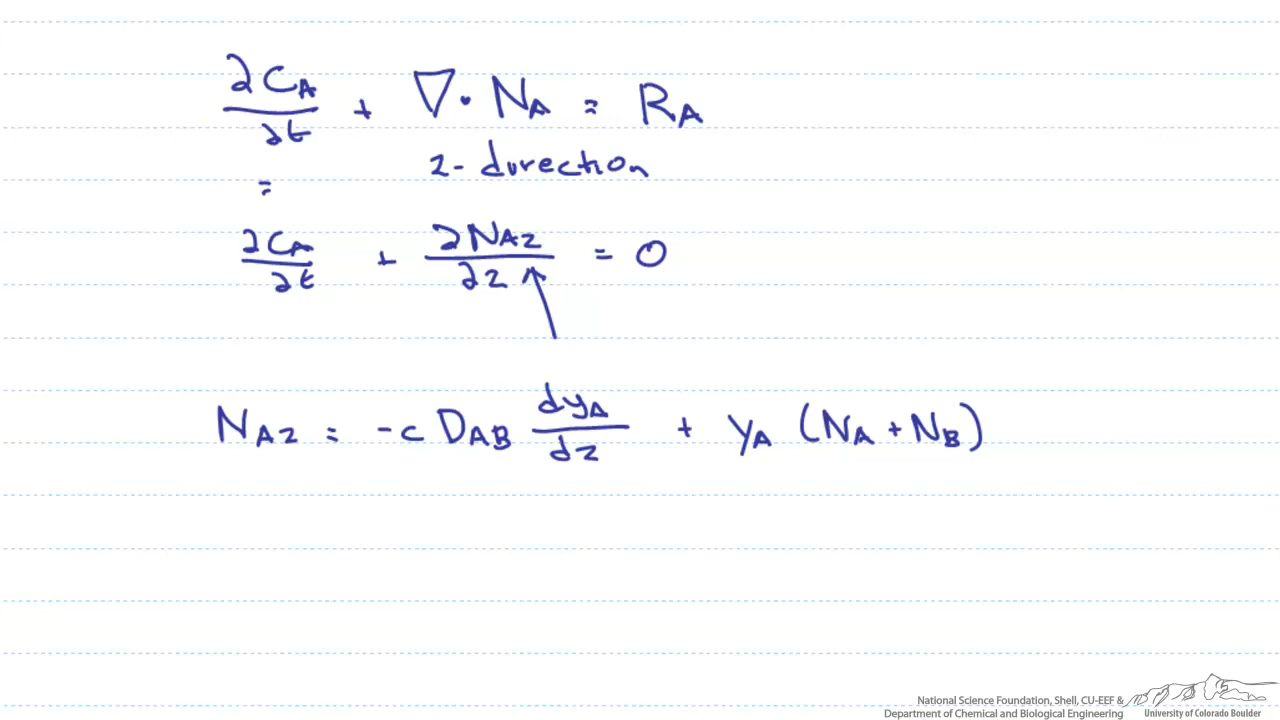 ∂C_A/∂t + ∇ · N_A = R_A
z-direction
=
∂C_A/∂t + ∂N_Az/∂z = 0
N_Az = -c D_AB dy_A/dz + y_A (N_A + N_B)
National Science Foundation, Shell, CU-EEF &
Department of Chemical and Biological Engineering
University of Colorado Boulder